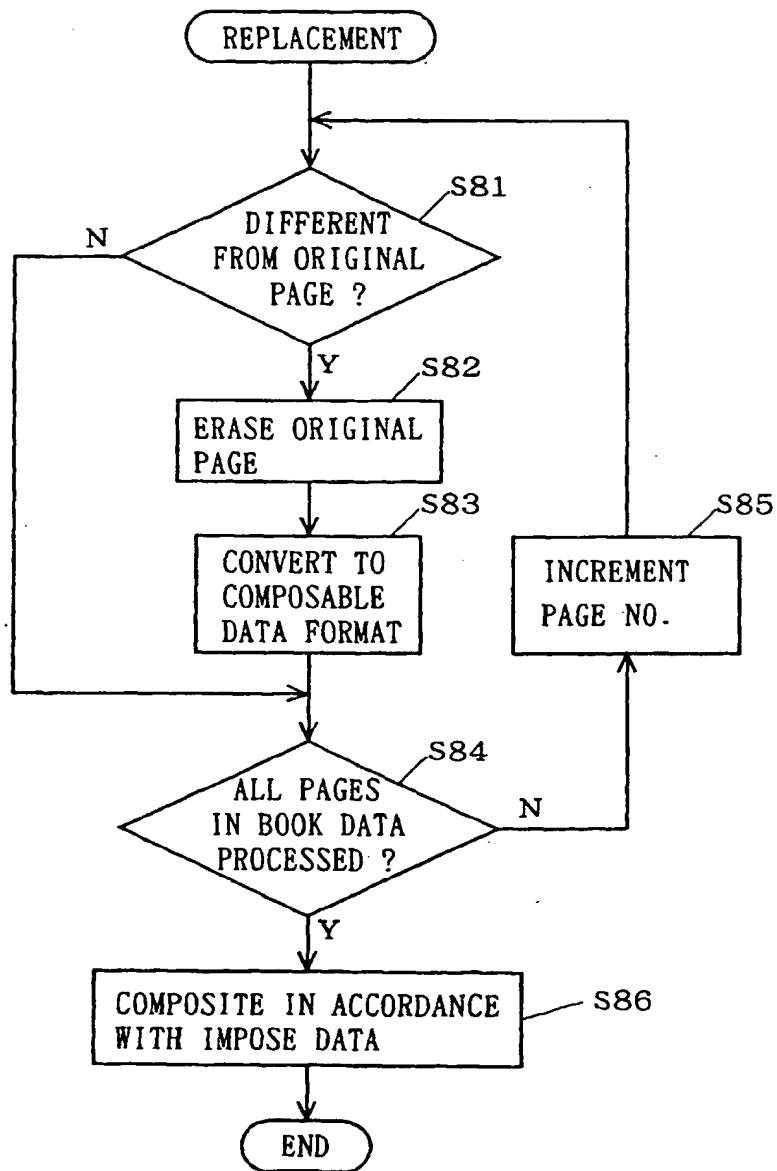 REPLACEMENT
S81
DIFFERENT
FROM ORIGINAL
PAGE ?
N
Y
S82
ERASE ORIGINAL
PAGE
S83
CONVERT TO
COMPOSABLE
DATA FORMAT
S85
INCREMENT
PAGE NO.
S84
ALL PAGES
IN BOOK DATA
PROCESSED ?
N
Y
COMPOSITE IN ACCORDANCE
WITH IMPOSE DATA
S86
END